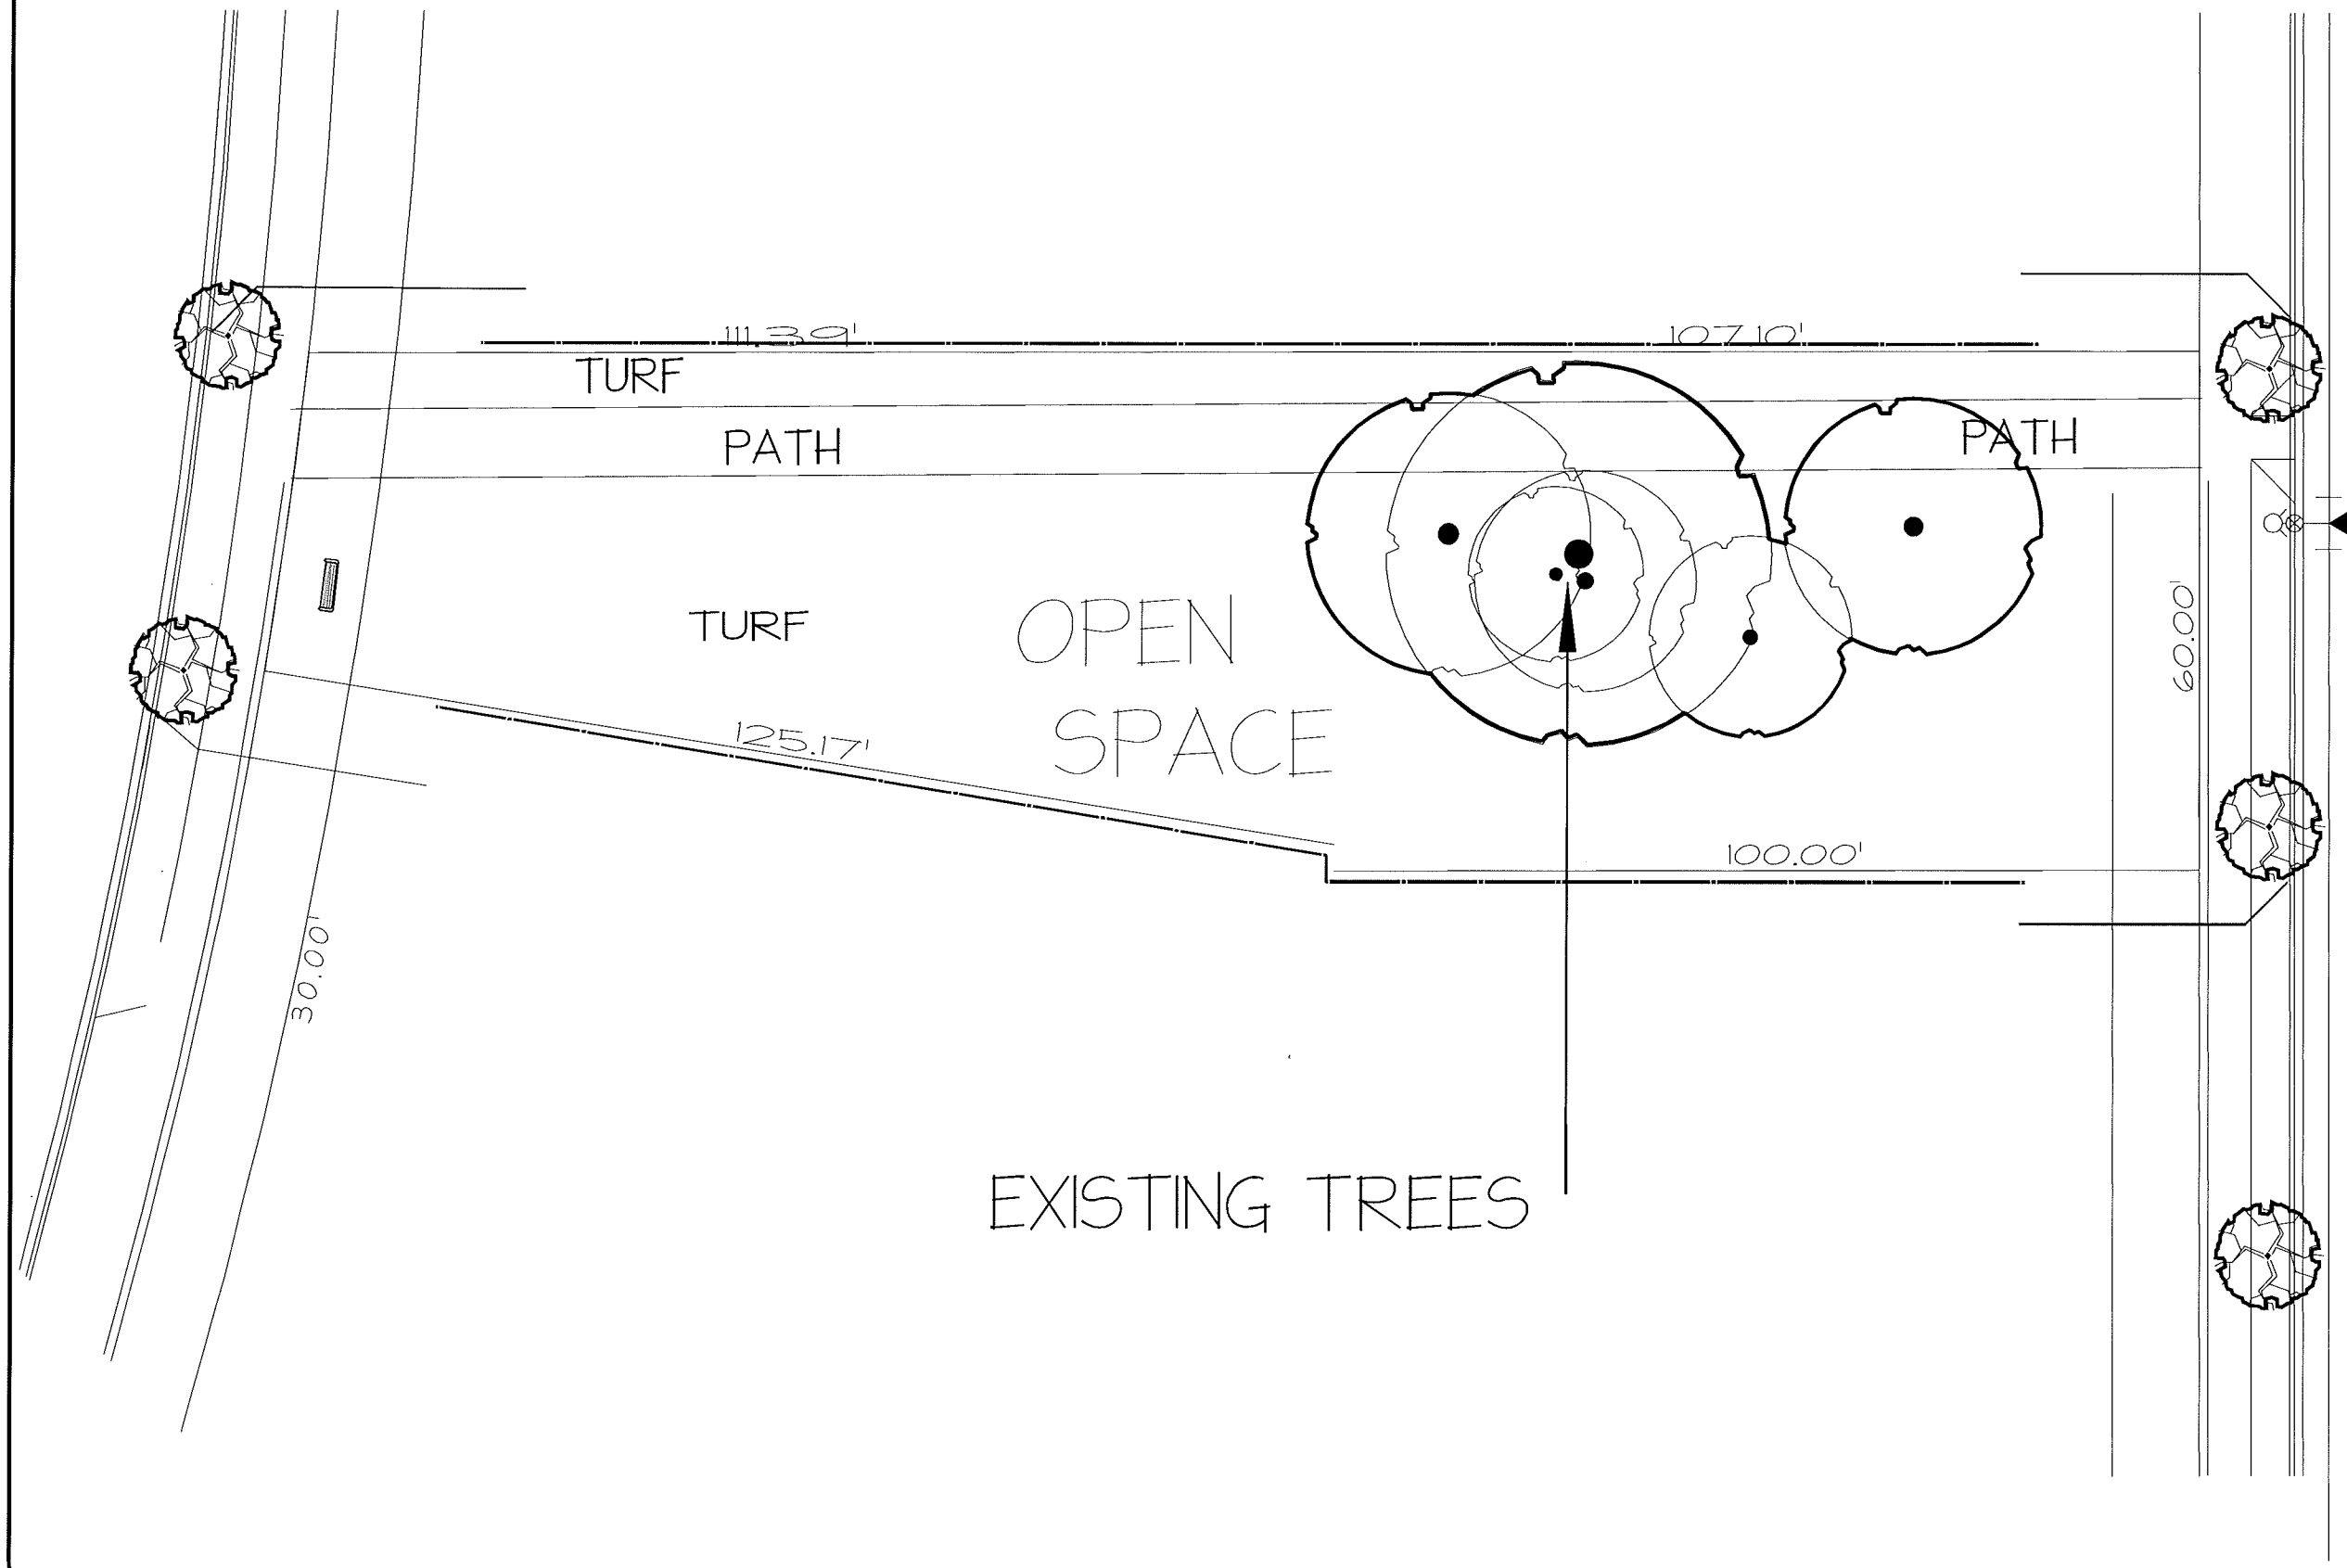 111.39'
107.10'
TURF
PATH
PATH
TURF
OPEN
SPACE
60.00'
125.17'
100.00'
30.00'
EXISTING TREES